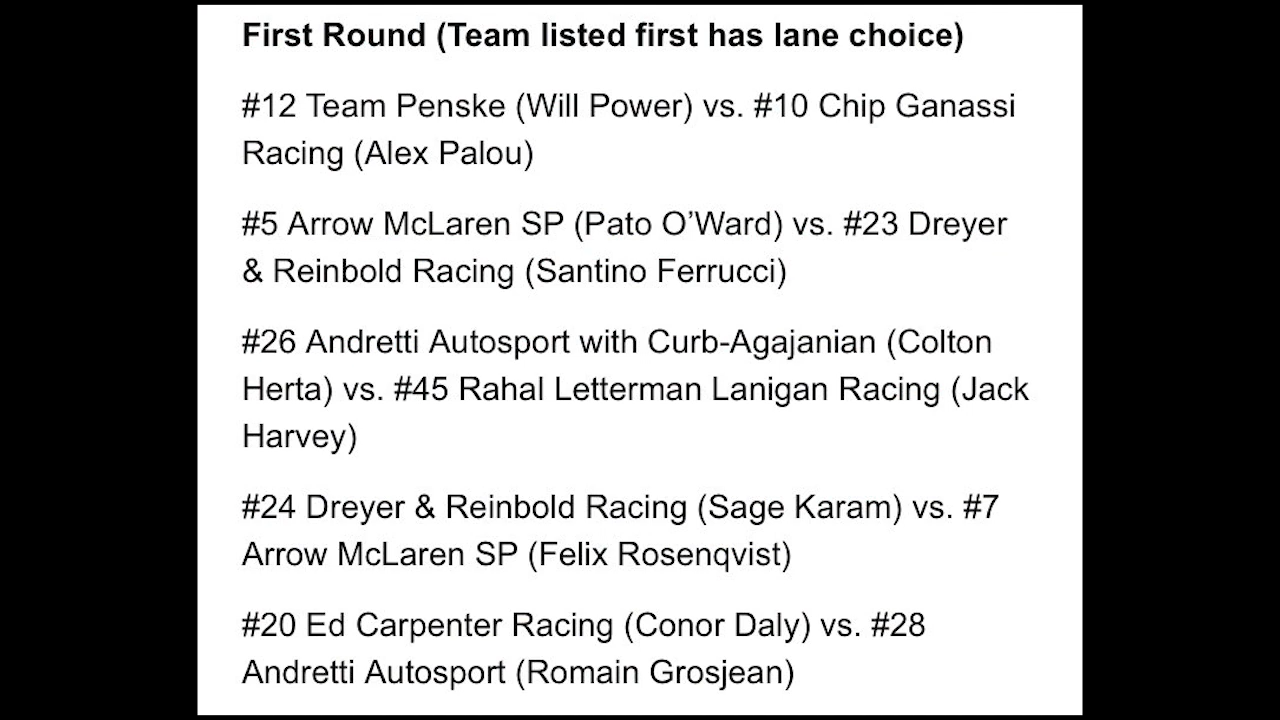 First Round (Team listed first has lane choice)
#12 Team Penske (Will Power) vs. #10 Chip Ganassi
Racing (Alex Palou)
#5 Arrow McLaren SP (Pato O’Ward) vs. #23 Dreyer
& Reinbold Racing (Santino Ferrucci)
#26 Andretti Autosport with Curb-Agajanian (Colton
Herta) vs. #45 Rahal Letterman Lanigan Racing (Jack
Harvey)
#24 Dreyer & Reinbold Racing (Sage Karam) vs. #7
Arrow McLaren SP (Felix Rosenqvist)
#20 Ed Carpenter Racing (Conor Daly) vs. #28
Andretti Autosport (Romain Grosjean)